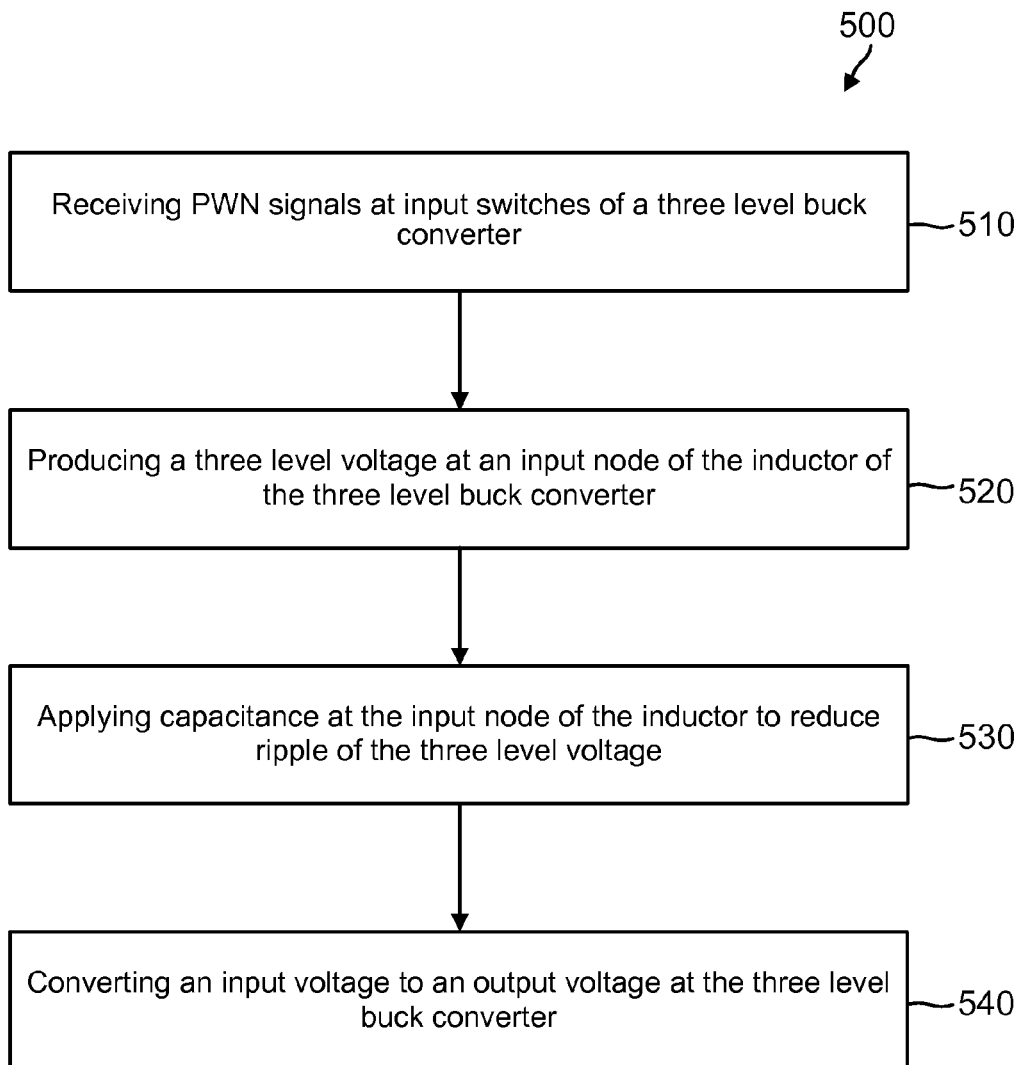 500
Receiving PWN signals at input switches of a three level buck
converter
510
Producing a three level voltage at an input node of the inductor of
the three level buck converter
520
Applying capacitance at the input node of the inductor to reduce
ripple of the three level voltage
530
Converting an input voltage to an output voltage at the three level
buck converter
540